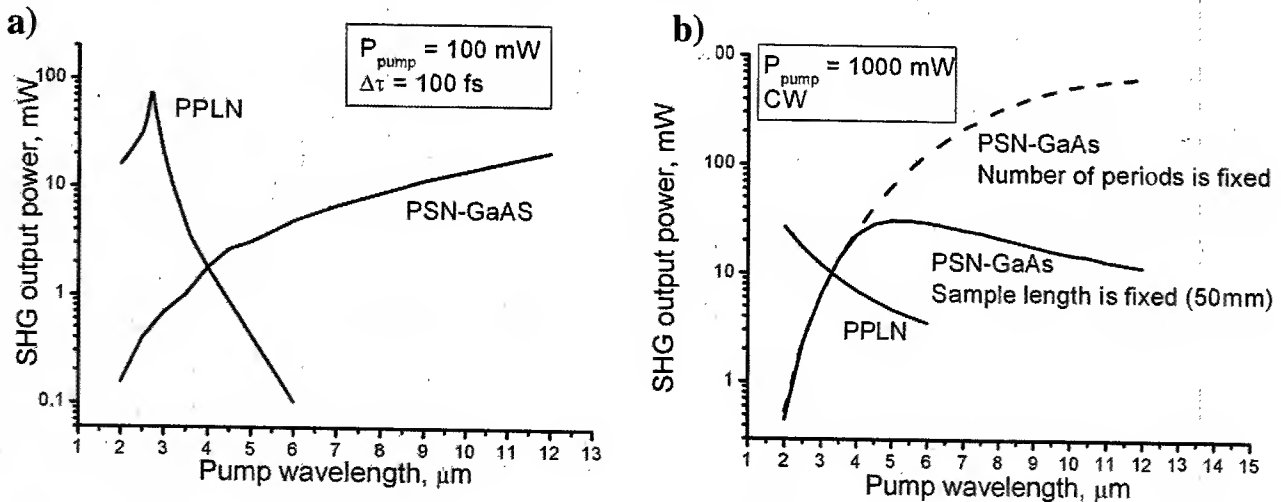 a)
P_pump = 100 mW
Δτ = 100 fs
PPLN
PSN-GaAS
SHG output power, mW
100
10
1
0.1
1 2 3 4 5 6 7 8 9 10 11 12 13
Pump wavelength, μm
b)
P_pump = 1000 mW
CW
PSN-GaAs
Number of periods is fixed
PSN-GaAs
Sample length is fixed (50mm)
PPLN
SHG output power, mW
00
100
10
1
1 2 3 4 5 6 7 8 9 10 11 12 13 14 15
Pump wavelength, μm